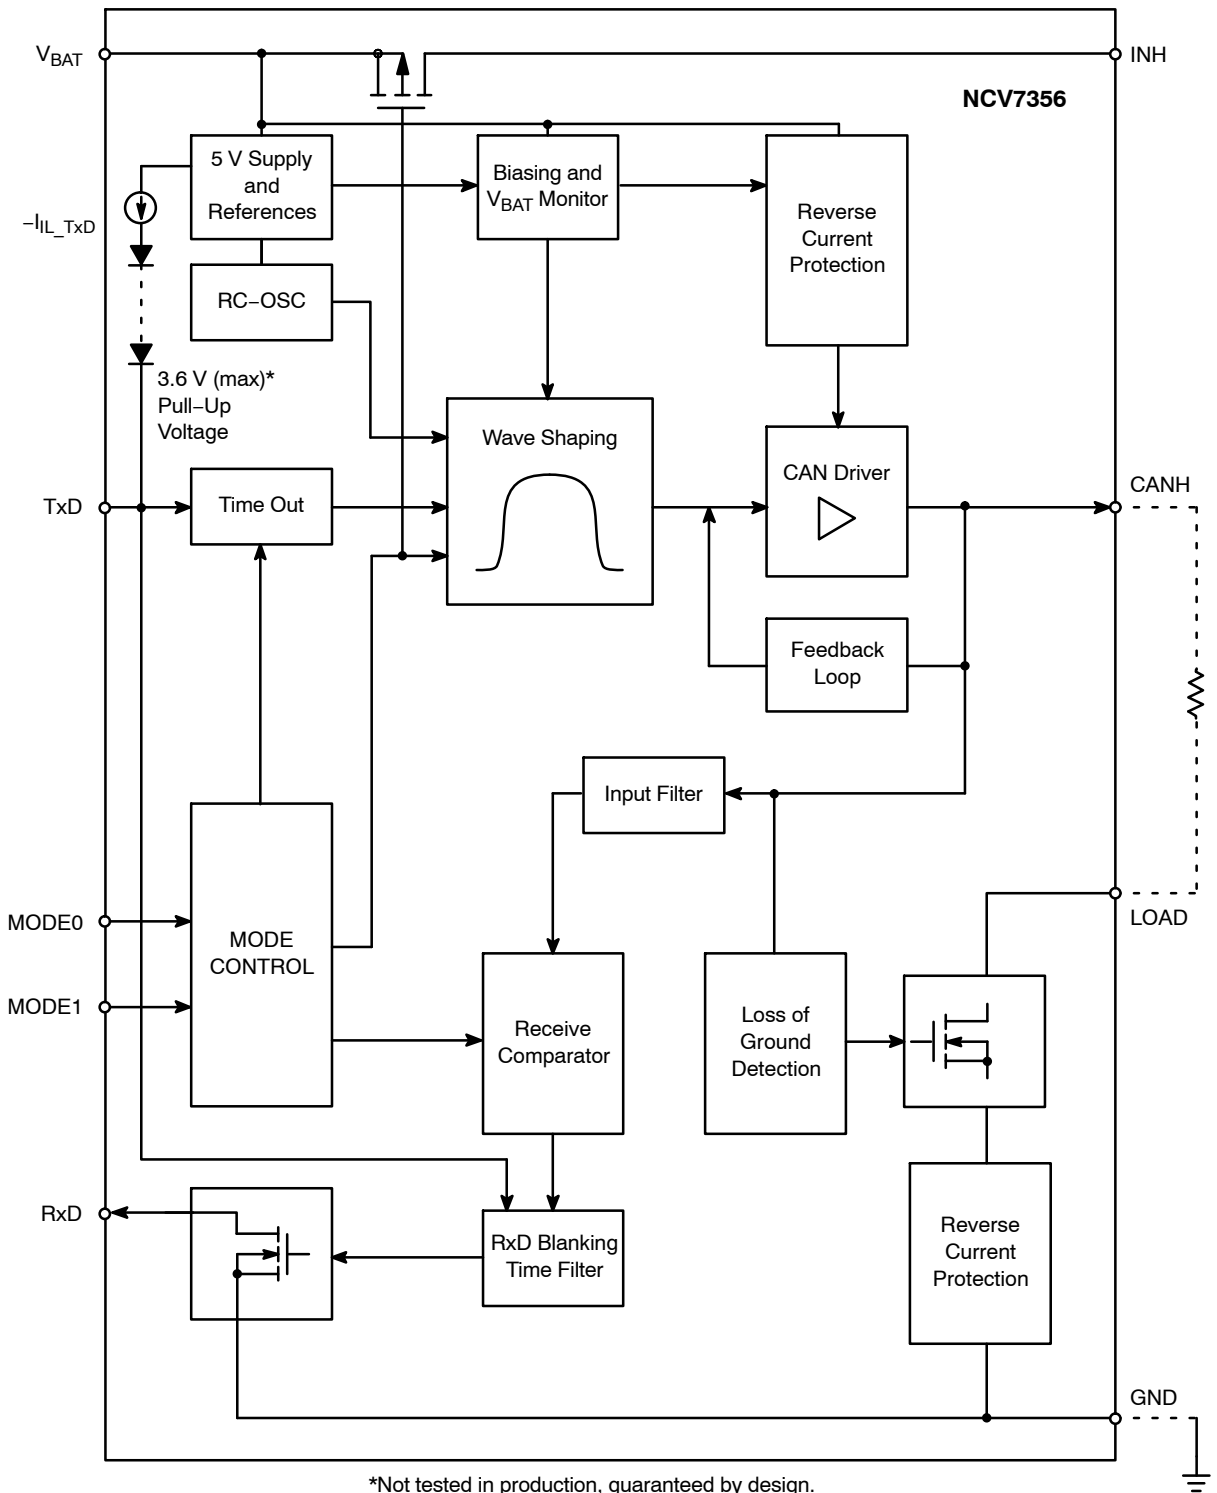 V_BAT
INH
NCV7356
5 V Supply
and
References
Biasing and
V_BAT Monitor
Reverse
Current
Protection
–I_IL_TxD
RC–OSC
3.6 V (max)*
Pull–Up
Voltage
Wave Shaping
CAN Driver
CANH
TxD
Time Out
Feedback
Loop
Input Filter
MODE0
LOAD
MODE
CONTROL
MODE1
Receive
Comparator
Loss of
Ground
Detection
RxD
RxD Blanking
Time Filter
Reverse
Current
Protection
GND
*Not tested in production, guaranteed by design.